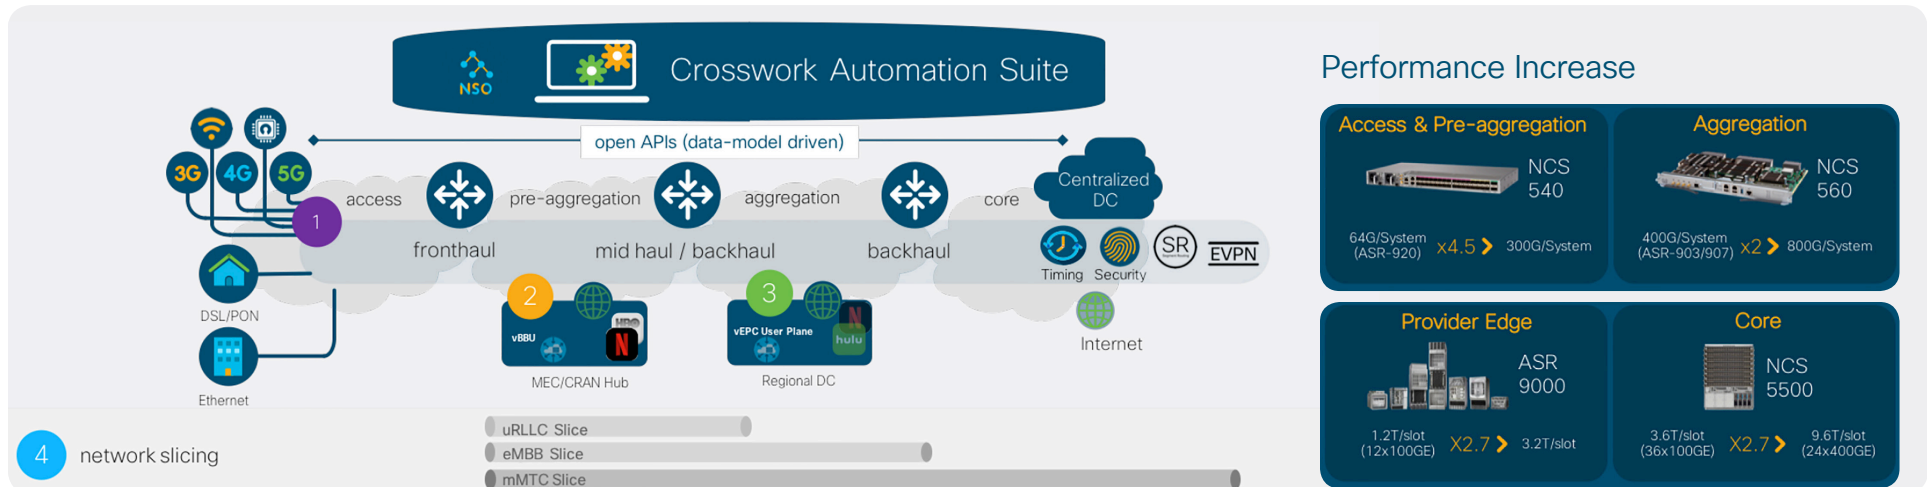 NSO
Crosswork Automation Suite
open APIs (data-model driven)
3G
4G
5G
1
access
pre-aggregation
aggregation
core
Centralized
DC
fronthaul
mid haul / backhaul
backhaul
Timing
Security
SR
Segment Routing
EVPN
DSL/PON
Ethernet
2
vBBU
HBO
N
MEC/CRAN Hub
3
vEPC User Plane
N
hulu
Regional DC
Internet
4
network slicing
uRLLC Slice
eMBB Slice
mMTC Slice
Performance Increase
Access & Pre-aggregation
NCS
540
64G/System
(ASR-920)
x4.5
300G/System
Aggregation
NCS
560
400G/System
(ASR-903/907)
x2
800G/System
Provider Edge
ASR
9000
1.2T/slot
(12x100GE)
X2.7
3.2T/slot
Core
NCS
5500
3.6T/slot
(36x100GE)
X2.7
9.6T/slot
(24x400GE)